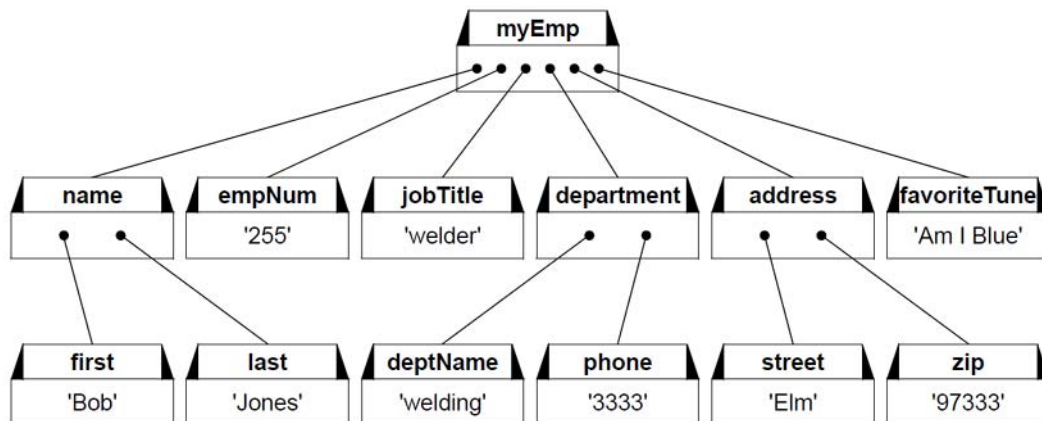 myEmp
name empNum jobTitle department address favoriteTune
'255' 'welder' 'Am I Blue'
first last deptName phone street zip
'Bob' 'Jones' 'welding' '3333' 'Elm' '97333'